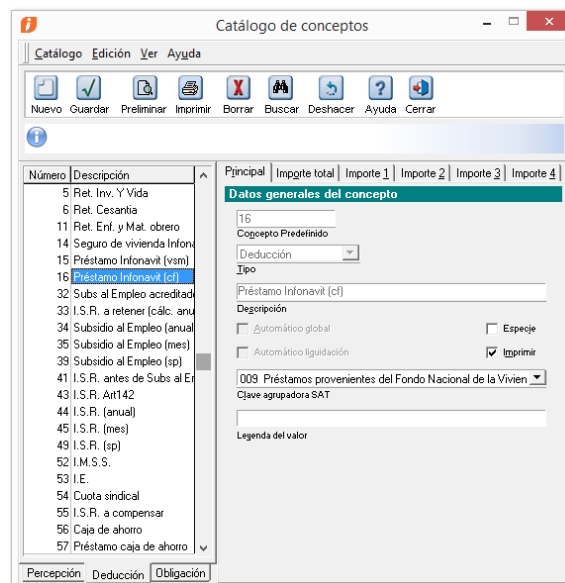 Catálogo de conceptos
Catálogo Edición Ver Ayuda
Nuevo Guardar Preliminar Imprimir Borrar Buscar Deshacer Ayuda Cerrar
Número Descripción
5 Ret. Inv. Y Vida
6 Ret. Cesantia
11 Ret. Enf. y Mat. obrero
14 Seguro de vivienda Infona
15 Préstamo Infonavit (vsm)
16 Préstamo Infonavit (cf)
32 Subs al Empleo acreditad
33 I.S.R. a retener (cálc. anu
34 Subsidio al Empleo (anual
35 Subsidio al Empleo (mes)
39 Subsidio al Empleo (sp)
41 I.S.R. antes de Subs al Er
43 I.S.R. Art142
44 I.S.R. (anual)
45 I.S.R. (mes)
49 I.S.R. (sp)
52 I.M.S.S.
53 I.E.
54 Cuota sindical
55 I.S.R. a compensar
56 Caja de ahorro
57 Préstamo caja de ahorro
Percepción Deducción Obligación
Principal Importe total Importe 1 Importe 2 Importe 3 Importe 4
Datos generales del concepto
16
Concepto Predefinido
Deducción
Tipo
Préstamo Infonavit (cf)
Descripción
Automático global Especie
Automático liquidación Imprimir
009 Préstamos provenientes del Fondo Nacional de la Vivien
Clave agrupadora SAT
Leyenda del valor